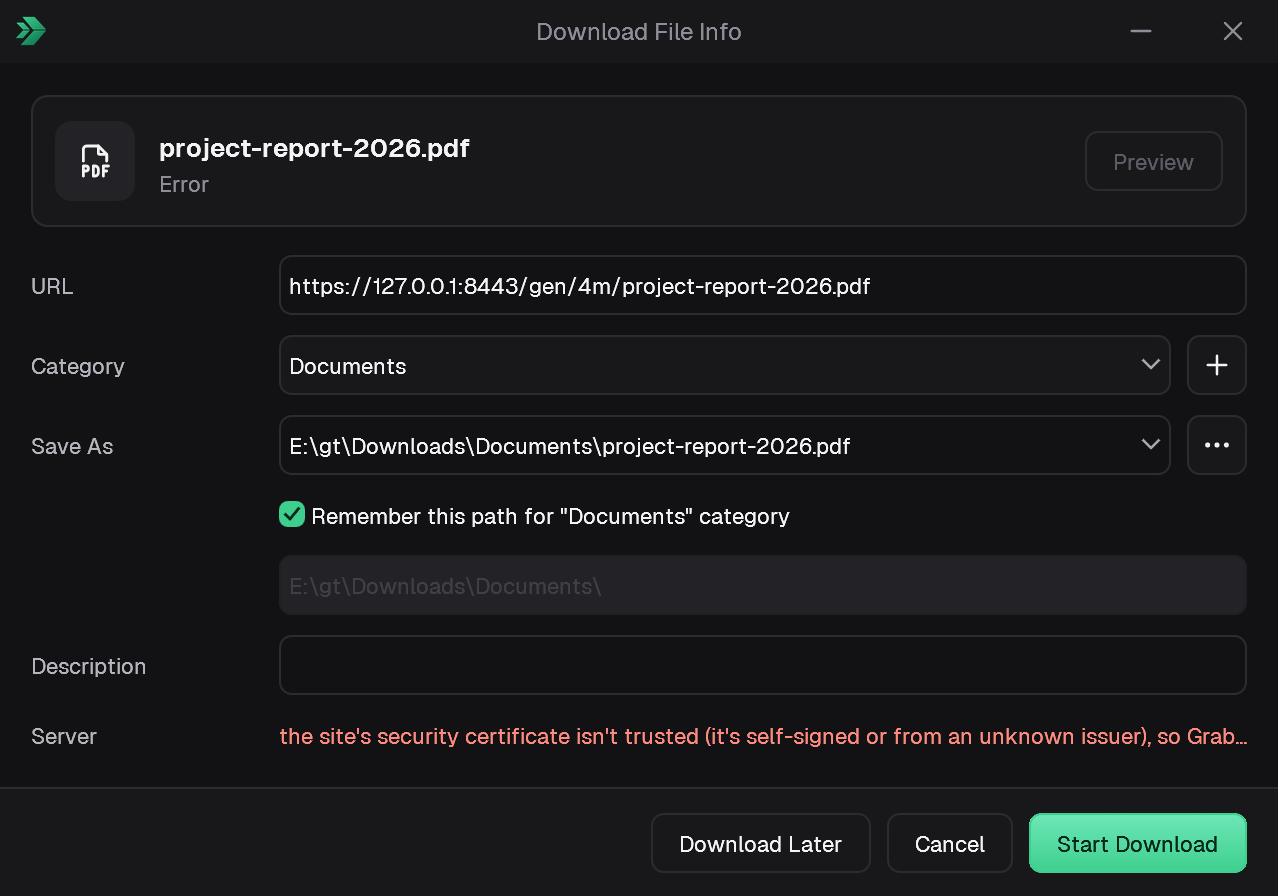 Download File Info
project-report-2026.pdf
PDF
Error
Preview
URL
https://127.0.0.1:8443/gen/4m/project-report-2026.pdf
Category
Documents
Save As
E:\gt\Downloads\Documents\project-report-2026.pdf
Remember this path for "Documents" category
E:\gt\Downloads\Documents\
Description
Server
the site's security certificate isn't trusted (it's self-signed or from an unknown issuer), so Grab...
Download Later
Cancel
Start Download